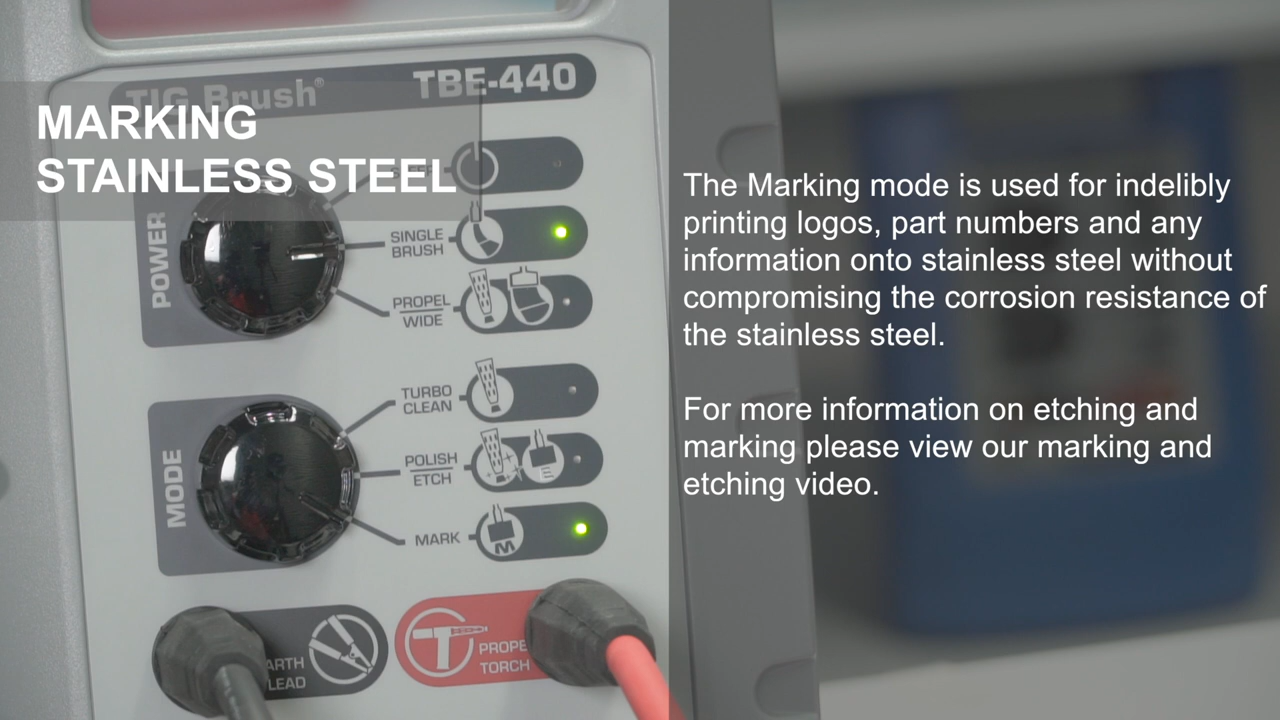 TIG Brush®
TBE-440
MARKING
STAINLESS STEEL
POWER
SINGLE
BRUSH
PROPEL
WIDE
MODE
TURBO
CLEAN
POLISH
ETCH
MARK
M
LEAD
TORCH
The Marking mode is used for indelibly
printing logos, part numbers and any
information onto stainless steel without
compromising the corrosion resistance of
the stainless steel.
For more information on etching and
marking please view our marking and
etching video.